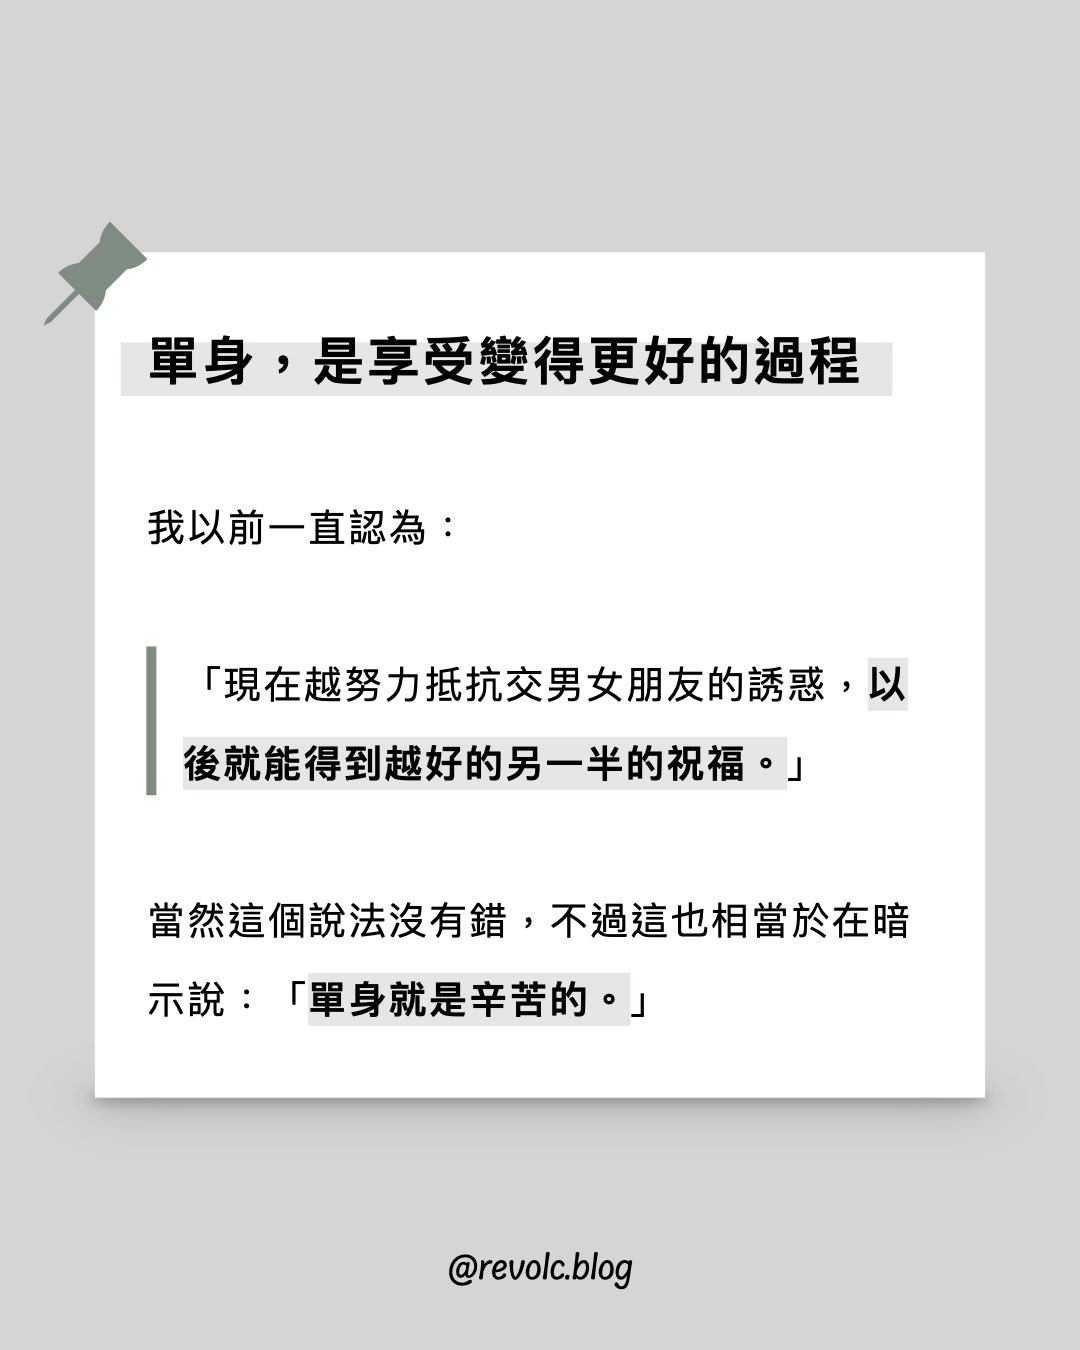 單身，是享受變得更好的過程
我以前一直認為：
「現在越努力抵抗交男女朋友的誘惑，以
後就能得到越好的另一半的祝福。」
當然這個說法沒有錯，不過這也相當於在暗
示說：「單身就是辛苦的。」
@revolc.blog